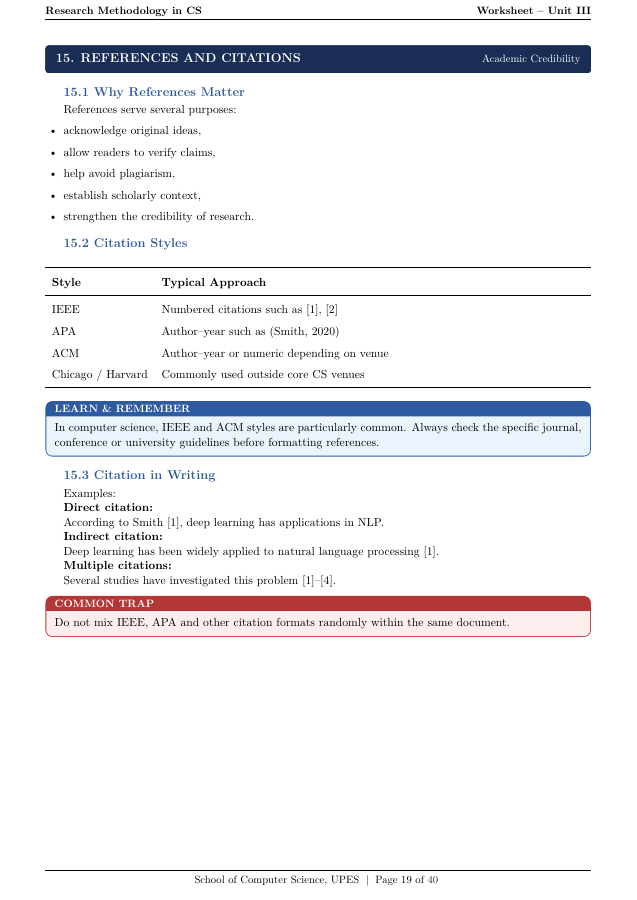 Research Methodology in CS
Worksheet – Unit III
15. REFERENCES AND CITATIONS
Academic Credibility
15.1 Why References Matter
References serve several purposes:
• acknowledge original ideas,
• allow readers to verify claims,
• help avoid plagiarism,
• establish scholarly context,
• strengthen the credibility of research.
15.2 Citation Styles
Style Typical Approach
IEEE Numbered citations such as [1], [2]
APA Author–year such as (Smith, 2020)
ACM Author–year or numeric depending on venue
Chicago / Harvard Commonly used outside core CS venues
LEARN & REMEMBER
In computer science, IEEE and ACM styles are particularly common. Always check the specific journal,
conference or university guidelines before formatting references.
15.3 Citation in Writing
Examples:
Direct citation:
According to Smith [1], deep learning has applications in NLP.
Indirect citation:
Deep learning has been widely applied to natural language processing [1].
Multiple citations:
Several studies have investigated this problem [1]–[4].
COMMON TRAP
Do not mix IEEE, APA and other citation formats randomly within the same document.
School of Computer Science, UPES | Page 19 of 40